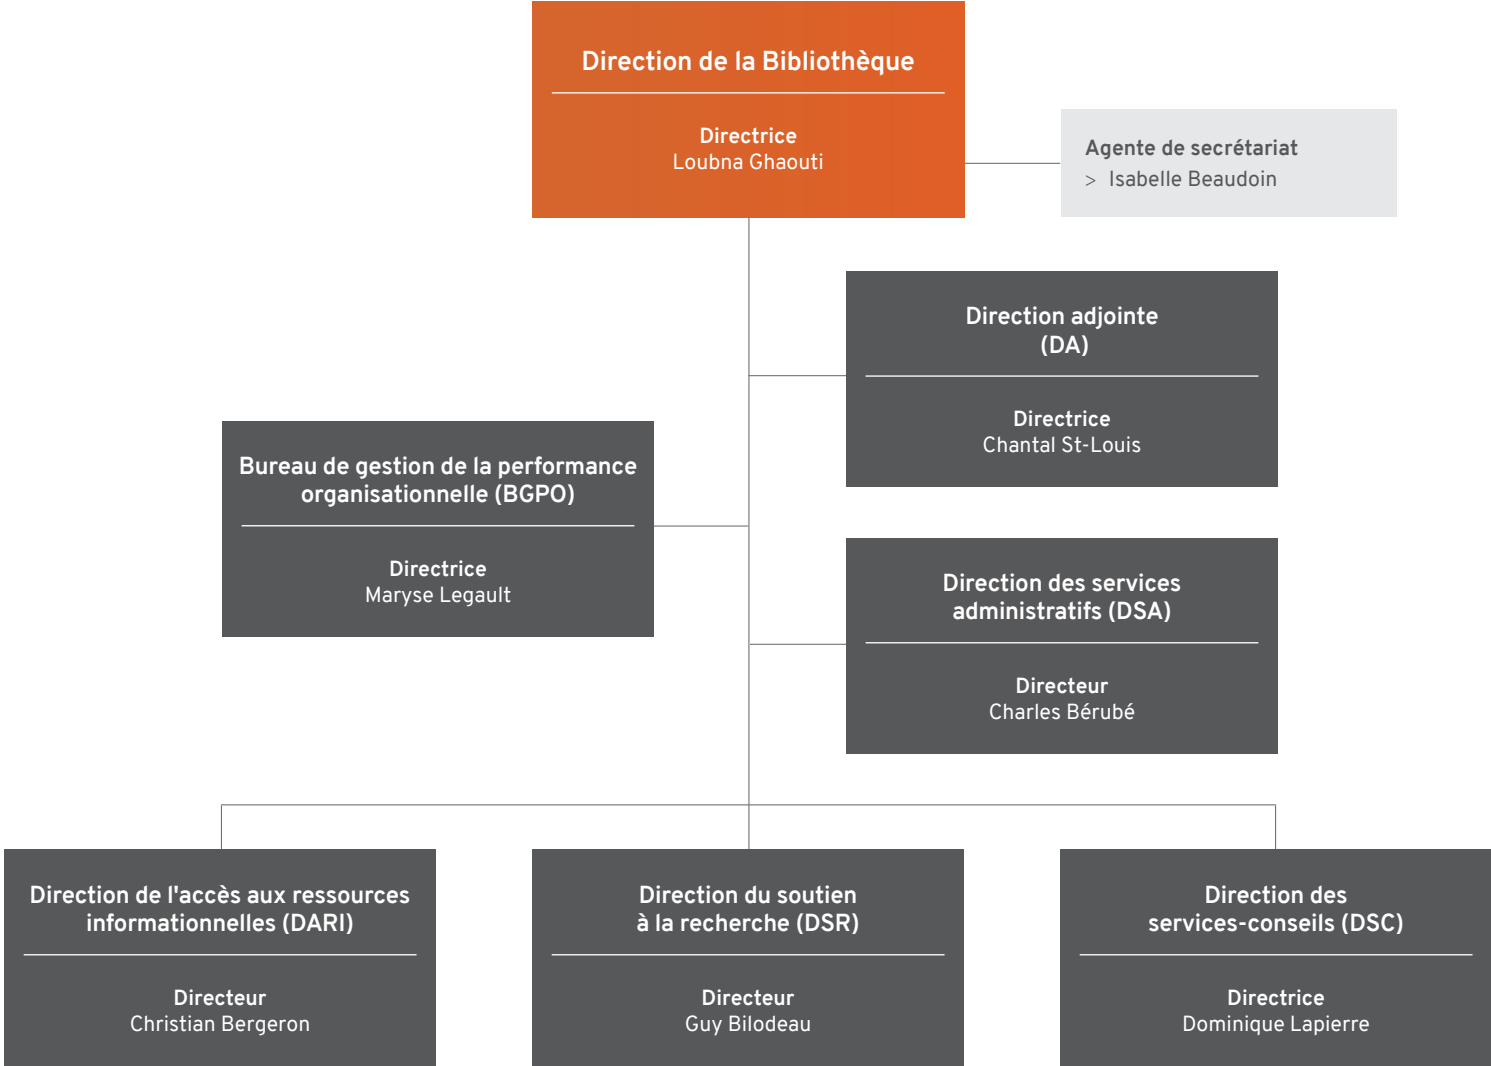 Direction de la Bibliothèque
Directrice
Loubna Ghaouti
Agente de secrétariat
> Isabelle Beaudoin
Direction adjointe
(DA)
Directrice
Chantal St-Louis
Bureau de gestion de la performance
organisationnelle (BGPO)
Directrice
Maryse Legault
Direction des services
administratifs (DSA)
Directeur
Charles Bérubé
Direction de l'accès aux ressources
informationnelles (DARI)
Directeur
Christian Bergeron
Direction du soutien
à la recherche (DSR)
Directeur
Guy Bilodeau
Direction des
services-conseils (DSC)
Directrice
Dominique Lapierre